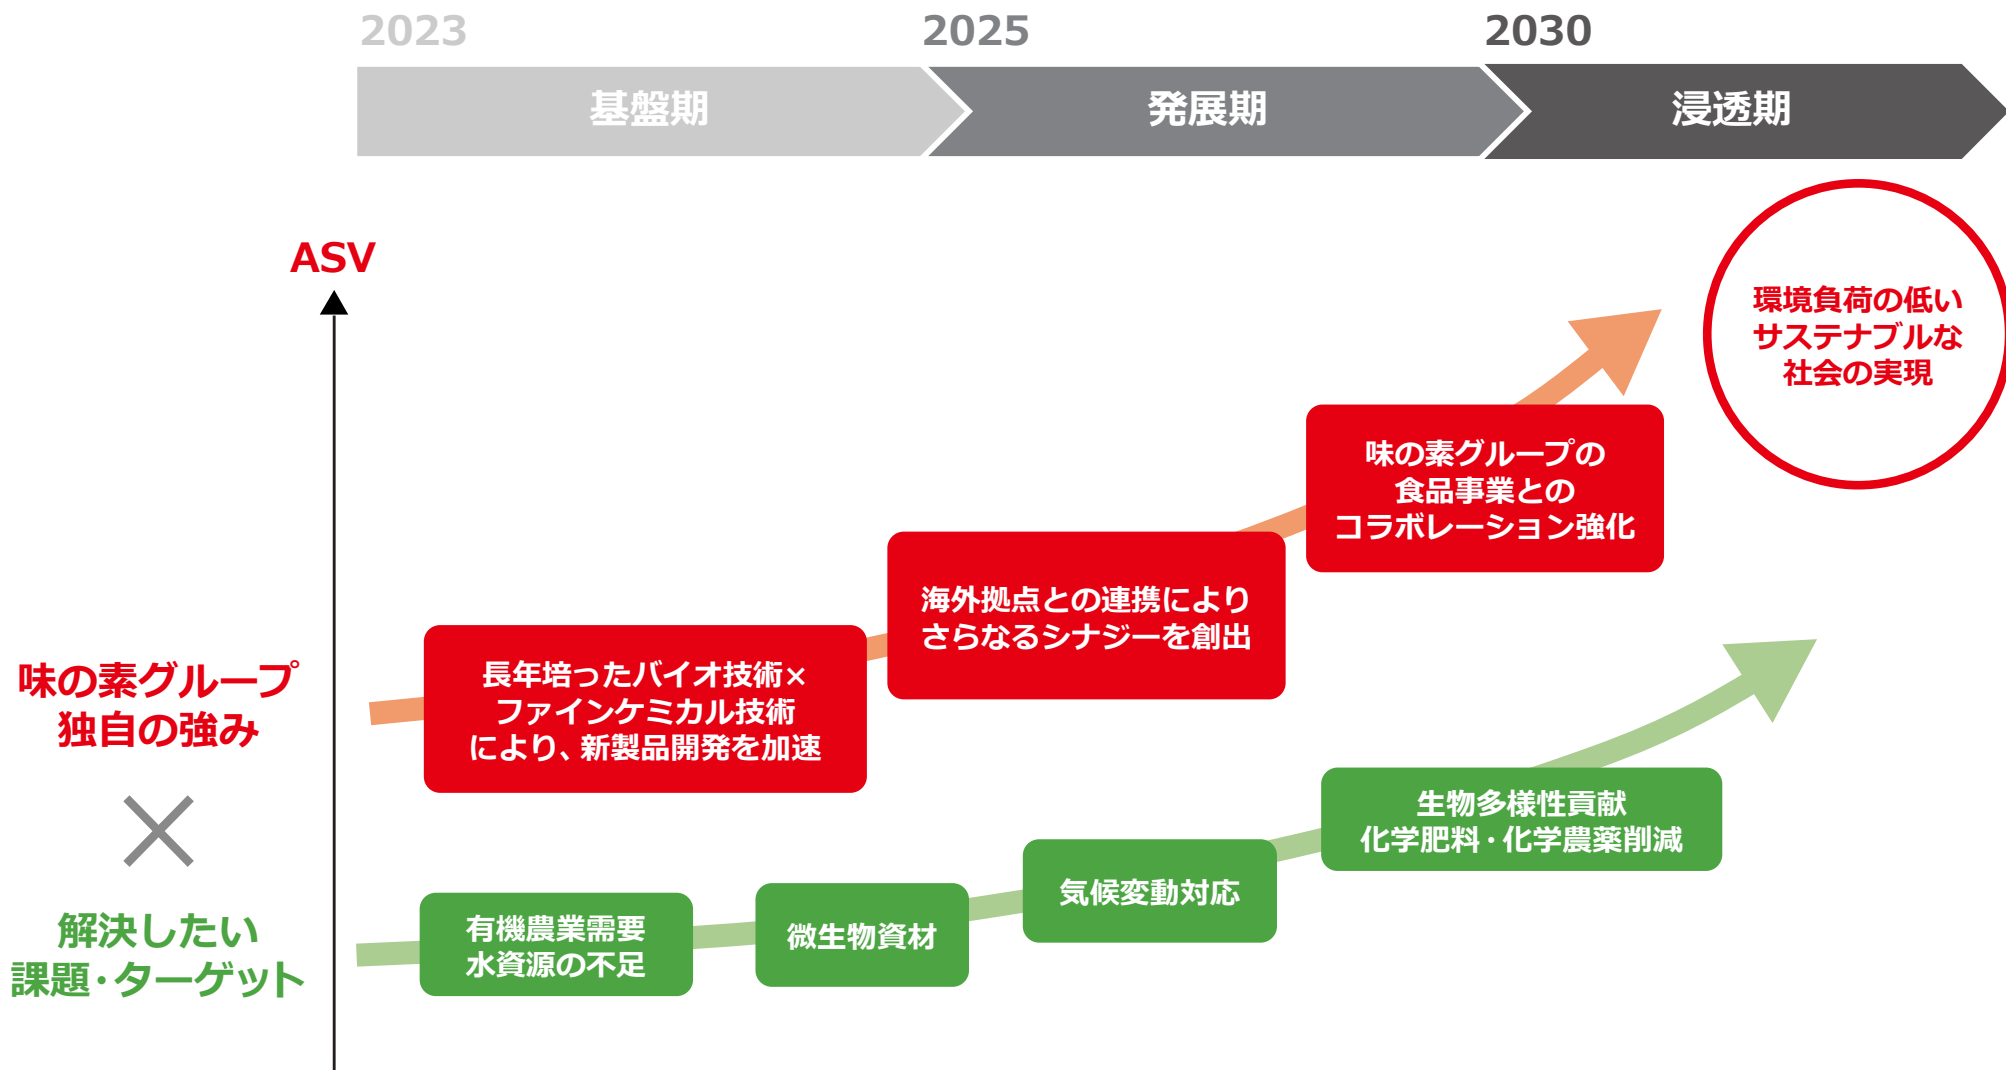 2023
2025
2030
基盤期
発展期
浸透期
ASV
環境負荷の低い
サステナブルな
社会の実現
味の素グループの
食品事業との
コラボレーション強化
海外拠点との連携により
さらなるシナジーを創出
長年培ったバイオ技術×
ファインケミカル技術
により、新製品開発を加速
味の素グループ
独自の強み
×
解決したい
課題・ターゲット
有機農業需要
水資源の不足
微生物資材
気候変動対応
生物多様性貢献
化学肥料・化学農薬削減